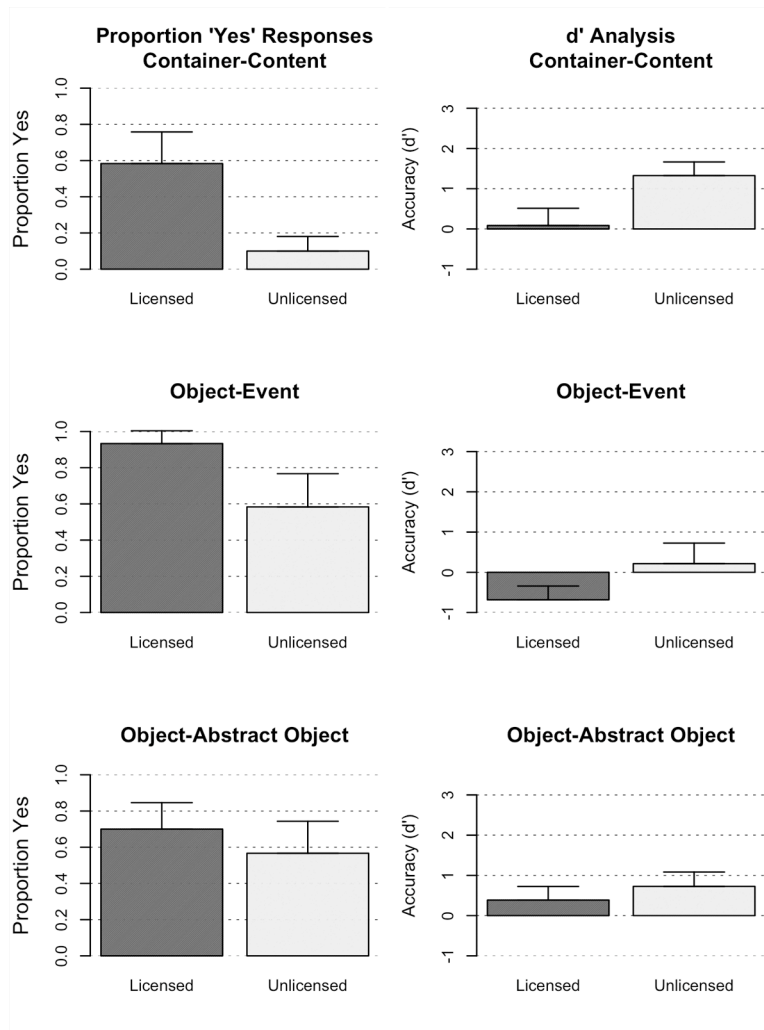 Proportion 'Yes' Responses
Container-Content
Proportion Yes
1.0
0.8
0.6
0.4
0.2
0.0
Licensed
Unlicensed
d' Analysis
Container-Content
Accuracy (d')
3
2
1
0
-1
Licensed
Unlicensed
Object-Event
Proportion Yes
1.0
0.8
0.6
0.4
0.2
0.0
Licensed
Unlicensed
Object-Event
Accuracy (d')
3
2
1
0
-1
Licensed
Unlicensed
Object-Abstract Object
Proportion Yes
1.0
0.8
0.6
0.4
0.2
0.0
Licensed
Unlicensed
Object-Abstract Object
Accuracy (d')
3
2
1
0
-1
Licensed
Unlicensed